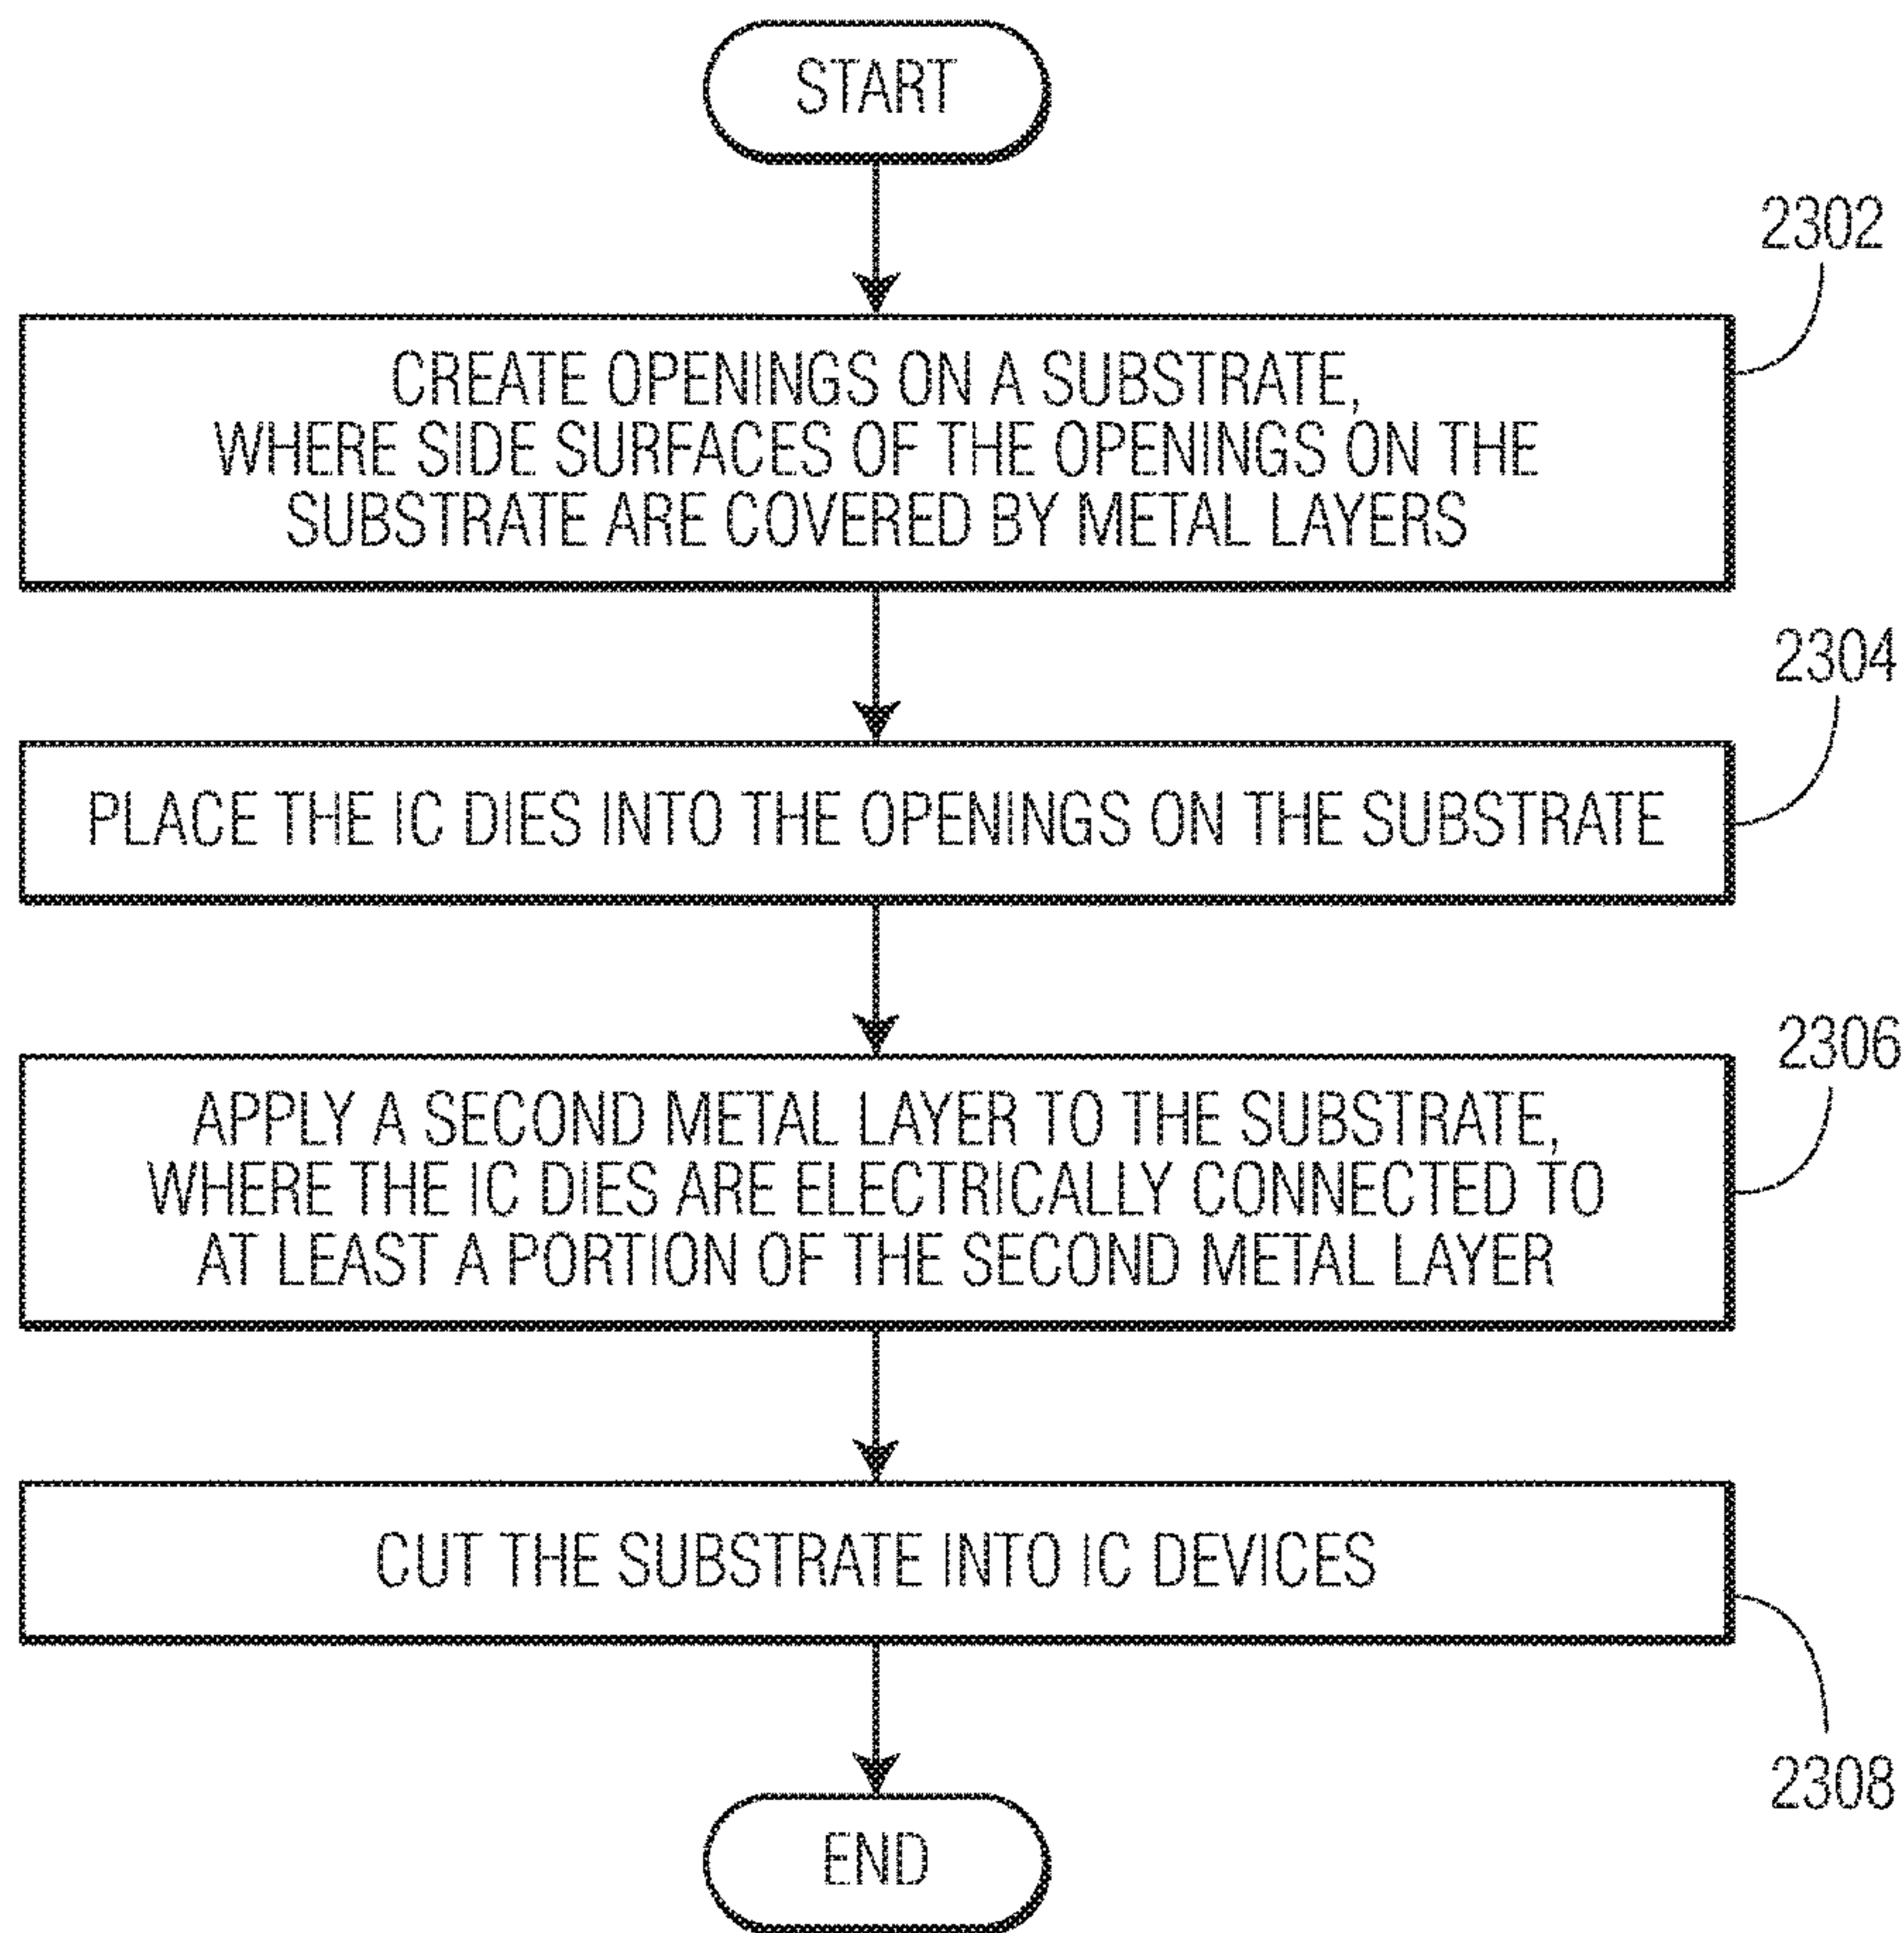 START
2302
CREATE OPENINGS ON A SUBSTRATE,
WHERE SIDE SURFACES OF THE OPENINGS ON THE
SUBSTRATE ARE COVERED BY METAL LAYERS
2304
PLACE THE IC DIES INTO THE OPENINGS ON THE SUBSTRATE
2306
APPLY A SECOND METAL LAYER TO THE SUBSTRATE,
WHERE THE IC DIES ARE ELECTRICALLY CONNECTED TO
AT LEAST A PORTION OF THE SECOND METAL LAYER
CUT THE SUBSTRATE INTO IC DEVICES
2308
END